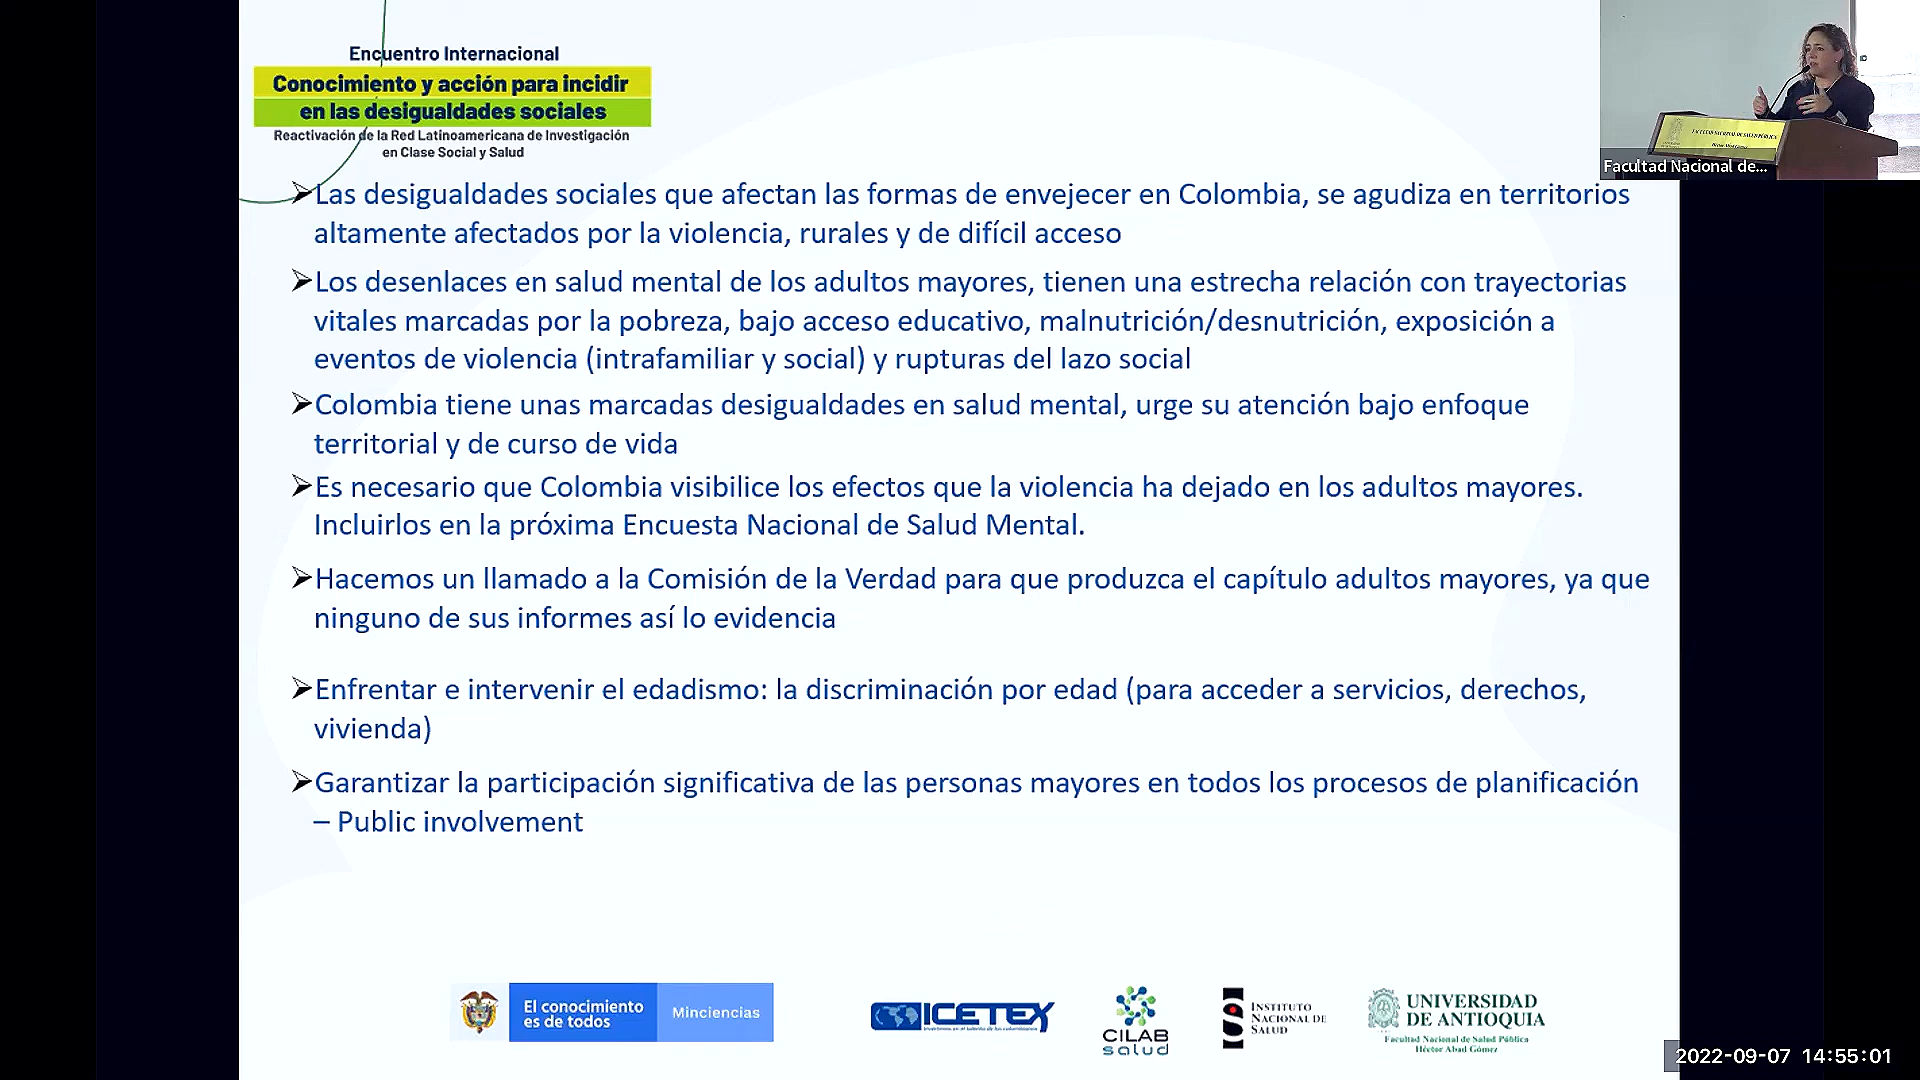 Encuentro Internacional
Conocimiento y acción para incidir
en las desigualdades sociales
Reactivación de la Red Latinoamericana de Investigación
en Clase Social y Salud
FACULTAD NACIONAL DE SALUD PÚBLICA
Héctor Abad Gómez
Facultad Nacional de...
➢Las desigualdades sociales que afectan las formas de envejecer en Colombia, se agudiza en territorios
altamente afectados por la violencia, rurales y de difícil acceso
➢Los desenlaces en salud mental de los adultos mayores, tienen una estrecha relación con trayectorias
vitales marcadas por la pobreza, bajo acceso educativo, malnutrición/desnutrición, exposición a
eventos de violencia (intrafamiliar y social) y rupturas del lazo social
➢Colombia tiene unas marcadas desigualdades en salud mental, urge su atención bajo enfoque
territorial y de curso de vida
➢Es necesario que Colombia visibilice los efectos que la violencia ha dejado en los adultos mayores.
Incluirlos en la próxima Encuesta Nacional de Salud Mental.
➢Hacemos un llamado a la Comisión de la Verdad para que produzca el capítulo adultos mayores, ya que
ninguno de sus informes así lo evidencia
➢Enfrentar e intervenir el edadismo: la discriminación por edad (para acceder a servicios, derechos,
vivienda)
➢Garantizar la participación significativa de las personas mayores en todos los procesos de planificación
– Public involvement
El conocimiento
es de todos
Minciencias
ICETEX
CILAB
salud
INSTITUTO
NACIONAL DE
SALUD
UNIVERSIDAD
DE ANTIOQUIA
Facultad Nacional de Salud Pública
Héctor Abad Gómez
2022-09-07 14:55:01